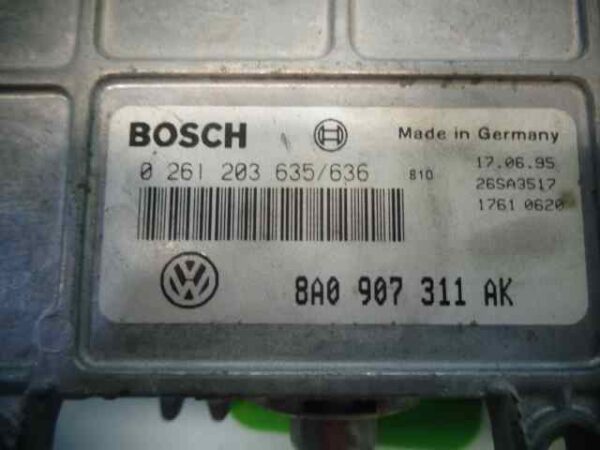 BOSCH
Made in Germany
0 261 203 635/636
810
17.06.95
26SA3517
1761 0620
VW
8A0 907 311 AK